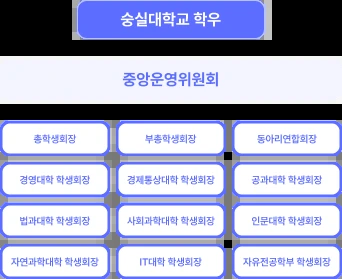 숭실대학교 학우
중앙운영위원회
총학생회장 부총학생회장 동아리연합회장
경영대학 학생회장 경제통상대학 학생회장 공과대학 학생회장
법과대학 학생회장 사회과학대학 학생회장 인문대학 학생회장
자연과학대학 학생회장 IT대학 학생회장 자유전공학부 학생회장